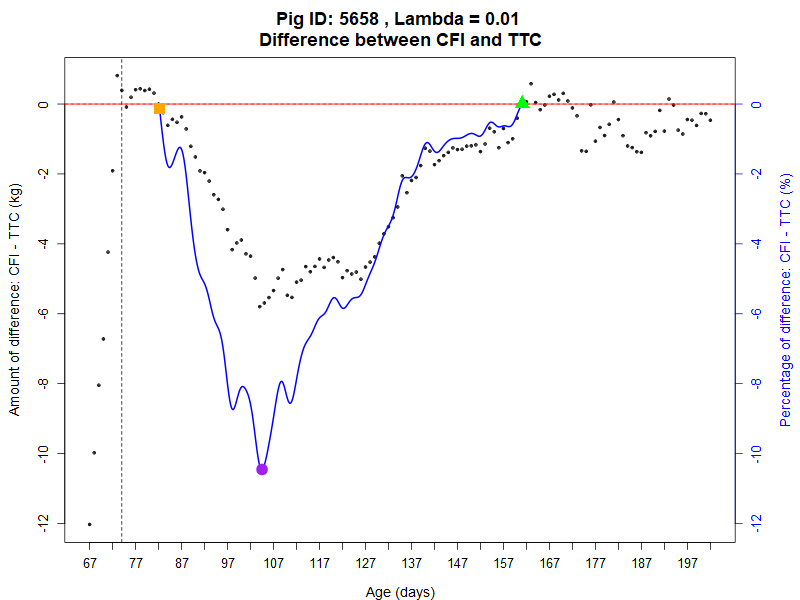 Pig ID: 5658 , Lambda = 0.01
Difference between CFI and TTC
Amount of difference: CFI - TTC (kg)
0
-2
-4
-6
-8
-10
-12
0
-2
-4
-6
-8
-10
-12
Percentage of difference: CFI - TTC (%)
67 77 87 97 107 117 127 137 147 157 167 177 187 197
Age (days)